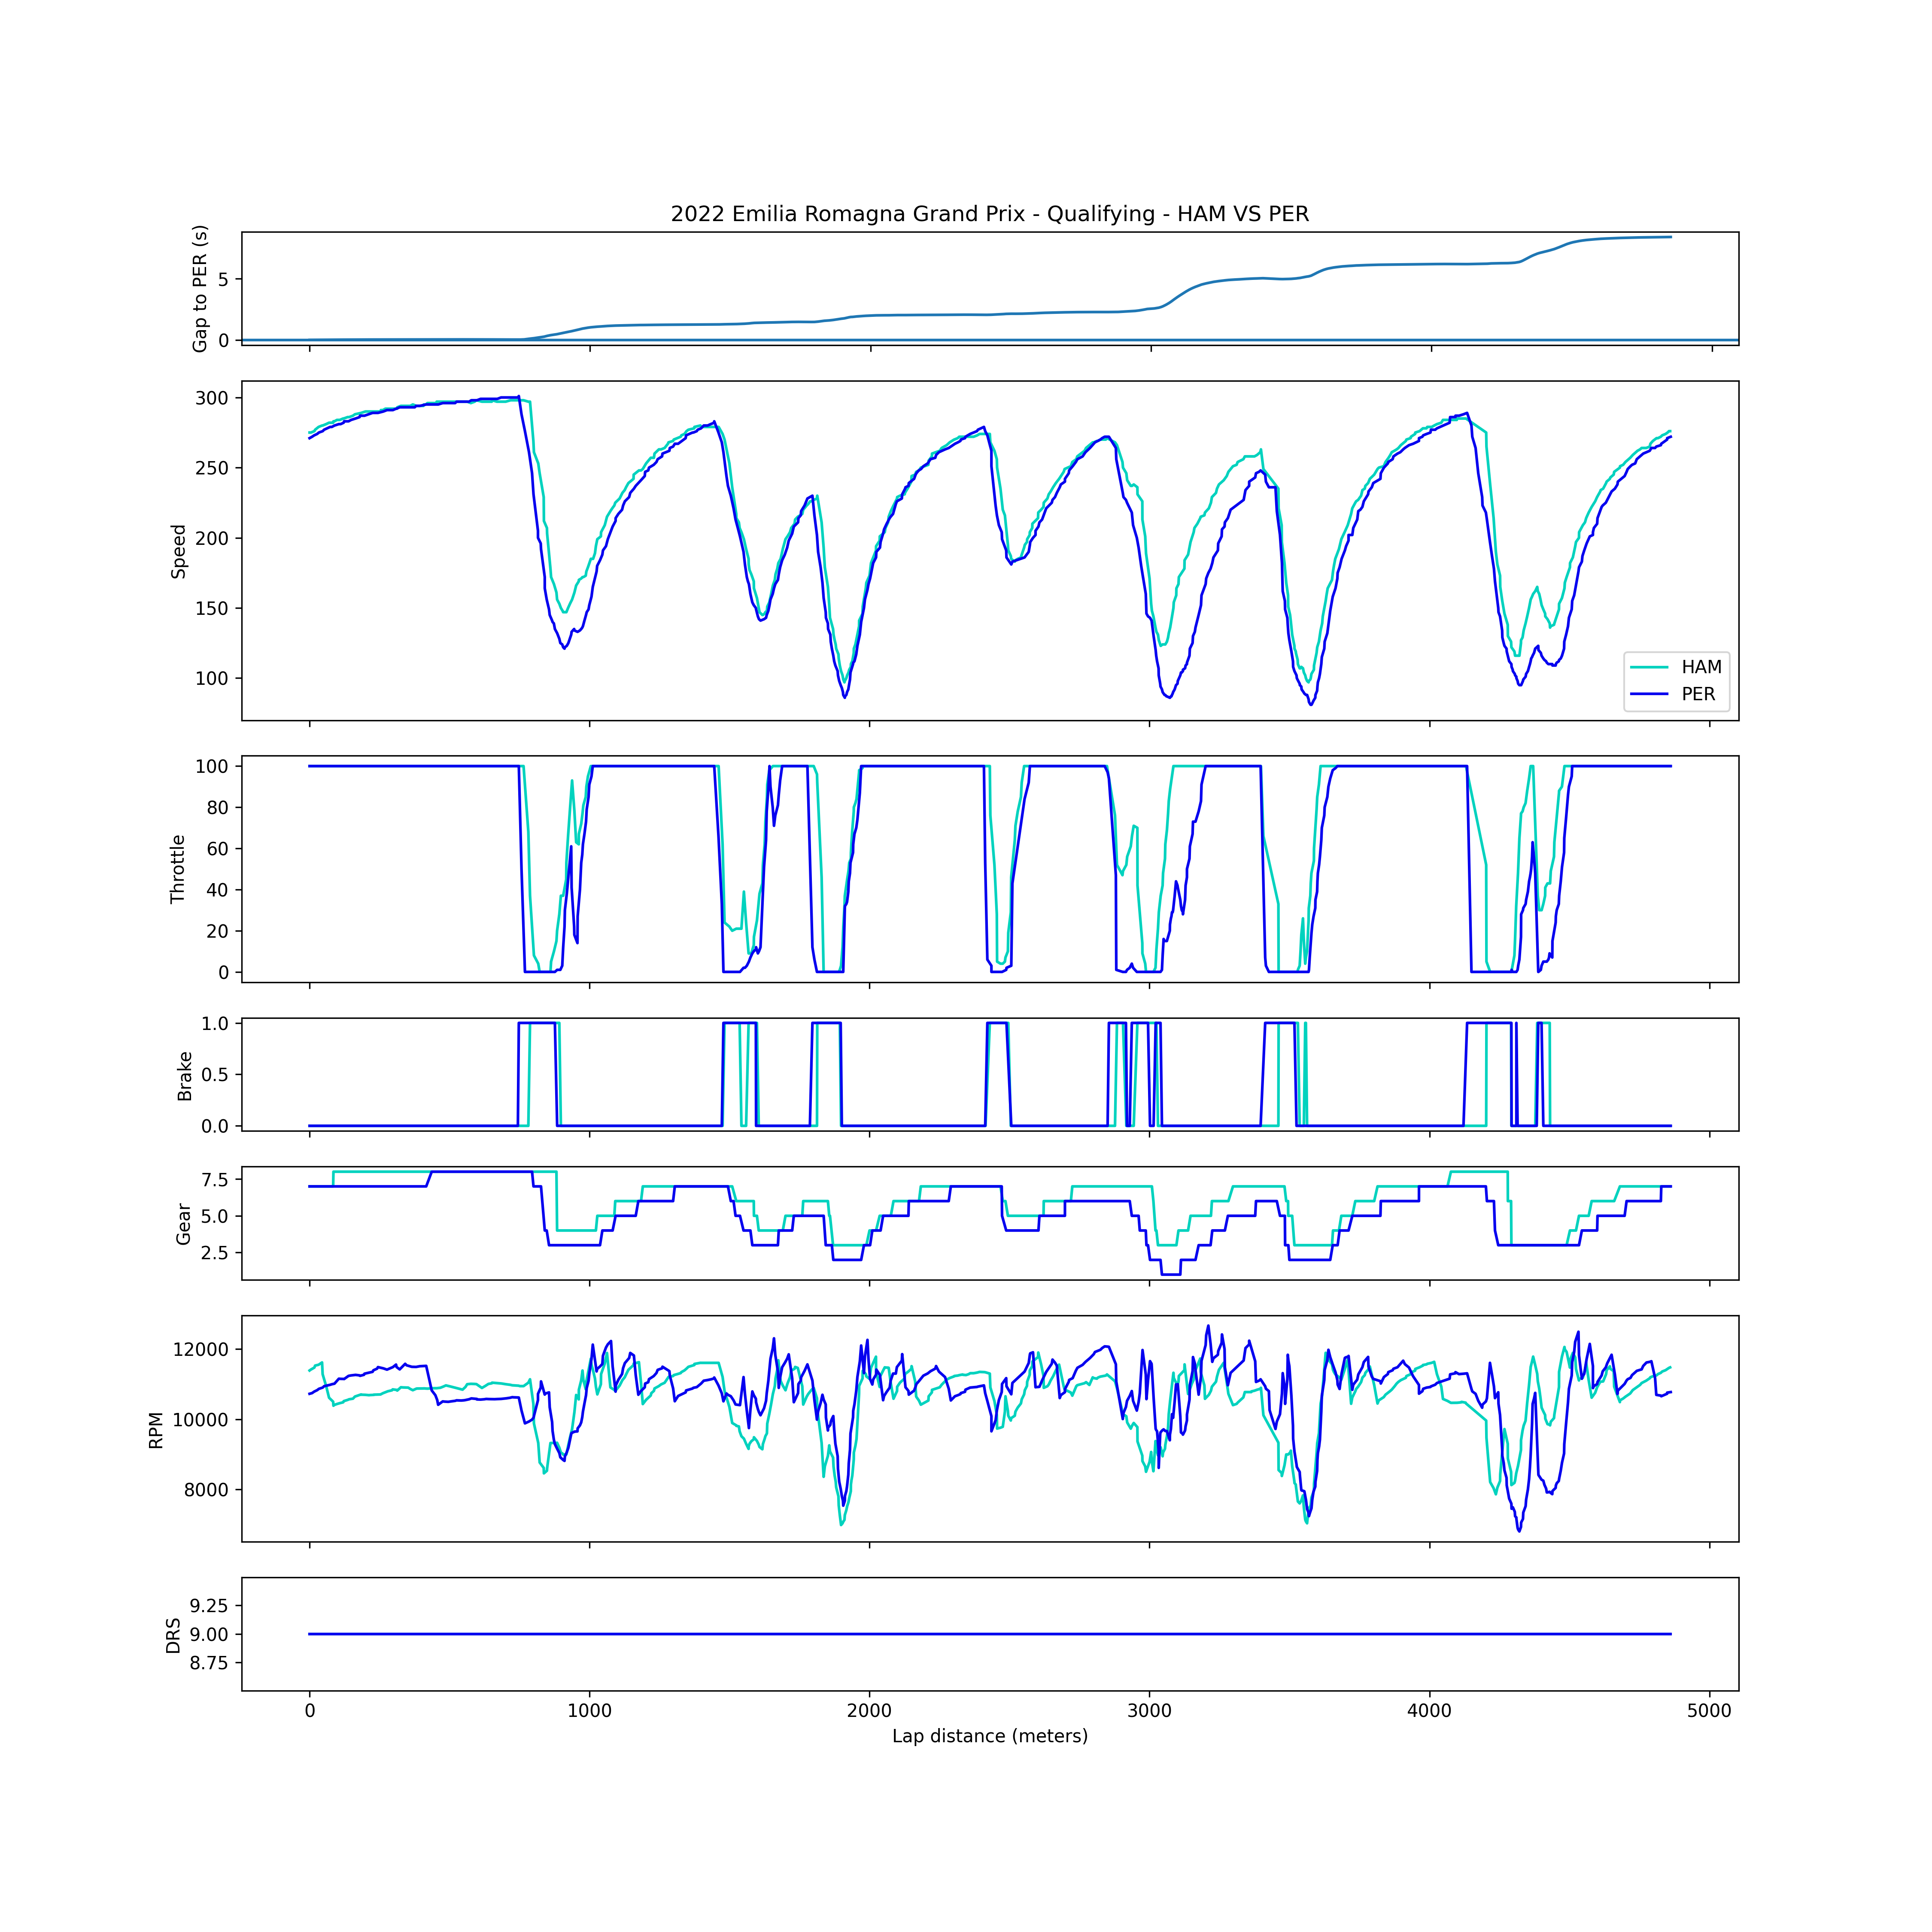 2022 Emilia Romagna Grand Prix - Qualifying - HAM VS PER
Gap to PER (s)
5
0
Speed
300
250
200
150
100
HAM
PER
Throttle
100
80
60
40
20
0
Brake
1.0
0.5
0.0
Gear
7.5
5.0
2.5
RPM
12000
10000
8000
DRS
9.25
9.00
8.75
0 1000 2000 3000 4000 5000
Lap distance (meters)